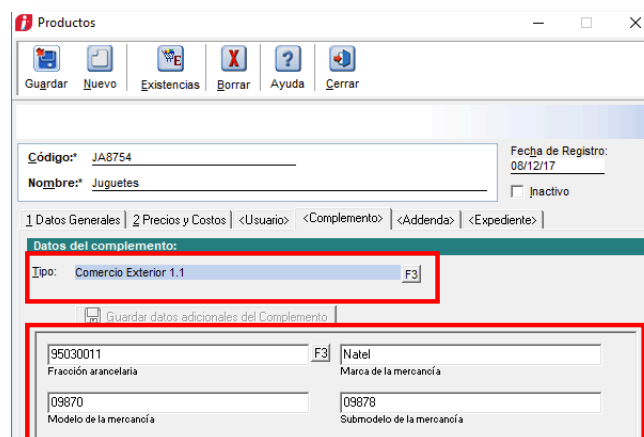 Productos
Guardar Nuevo Existencias Borrar Ayuda Cerrar
Código:* JA8754
Fecha de Registro:
08/12/17
Nombre:* Juguetes
Inactivo
1 Datos Generales 2 Precios y Costos <Usuario> <Complemento> <Addenda> <Expediente>
Datos del complemento:
Tipo: Comercio Exterior 1.1 F3
Guardar datos adicionales del Complemento
95030011 F3 Natel
Fracción arancelaria Marca de la mercancía
09870 09878
Modelo de la mercancía Submodelo de la mercancía